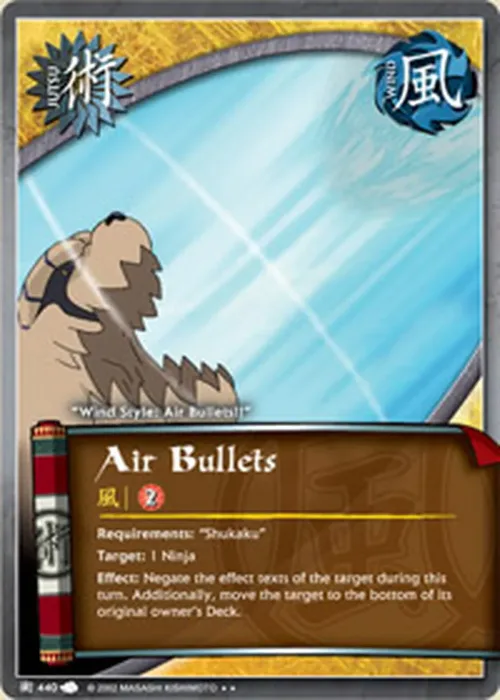 JUTSU 術
WIND 風
"Wind Style: Air Bullets!!"
Air Bullets
風 | 2
Requirements: "Shukaku"
Target: 1 Ninja
Effect: Negate the effect texts of the target during this
turn. Additionally, move the target to the bottom of its
original owner's Deck.
術
440 © 2002 MASASHI KISHIMOTO ★★